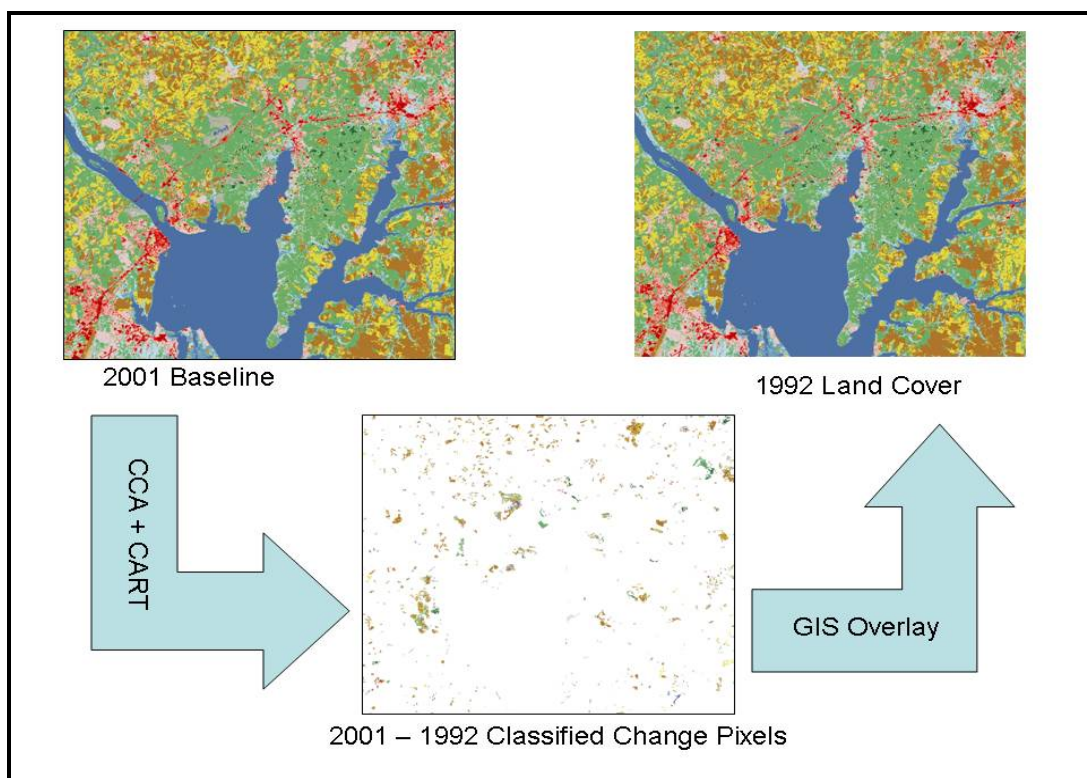 2001 Baseline
1992 Land Cover
CCA + CART
GIS Overlay
2001 – 1992 Classified Change Pixels